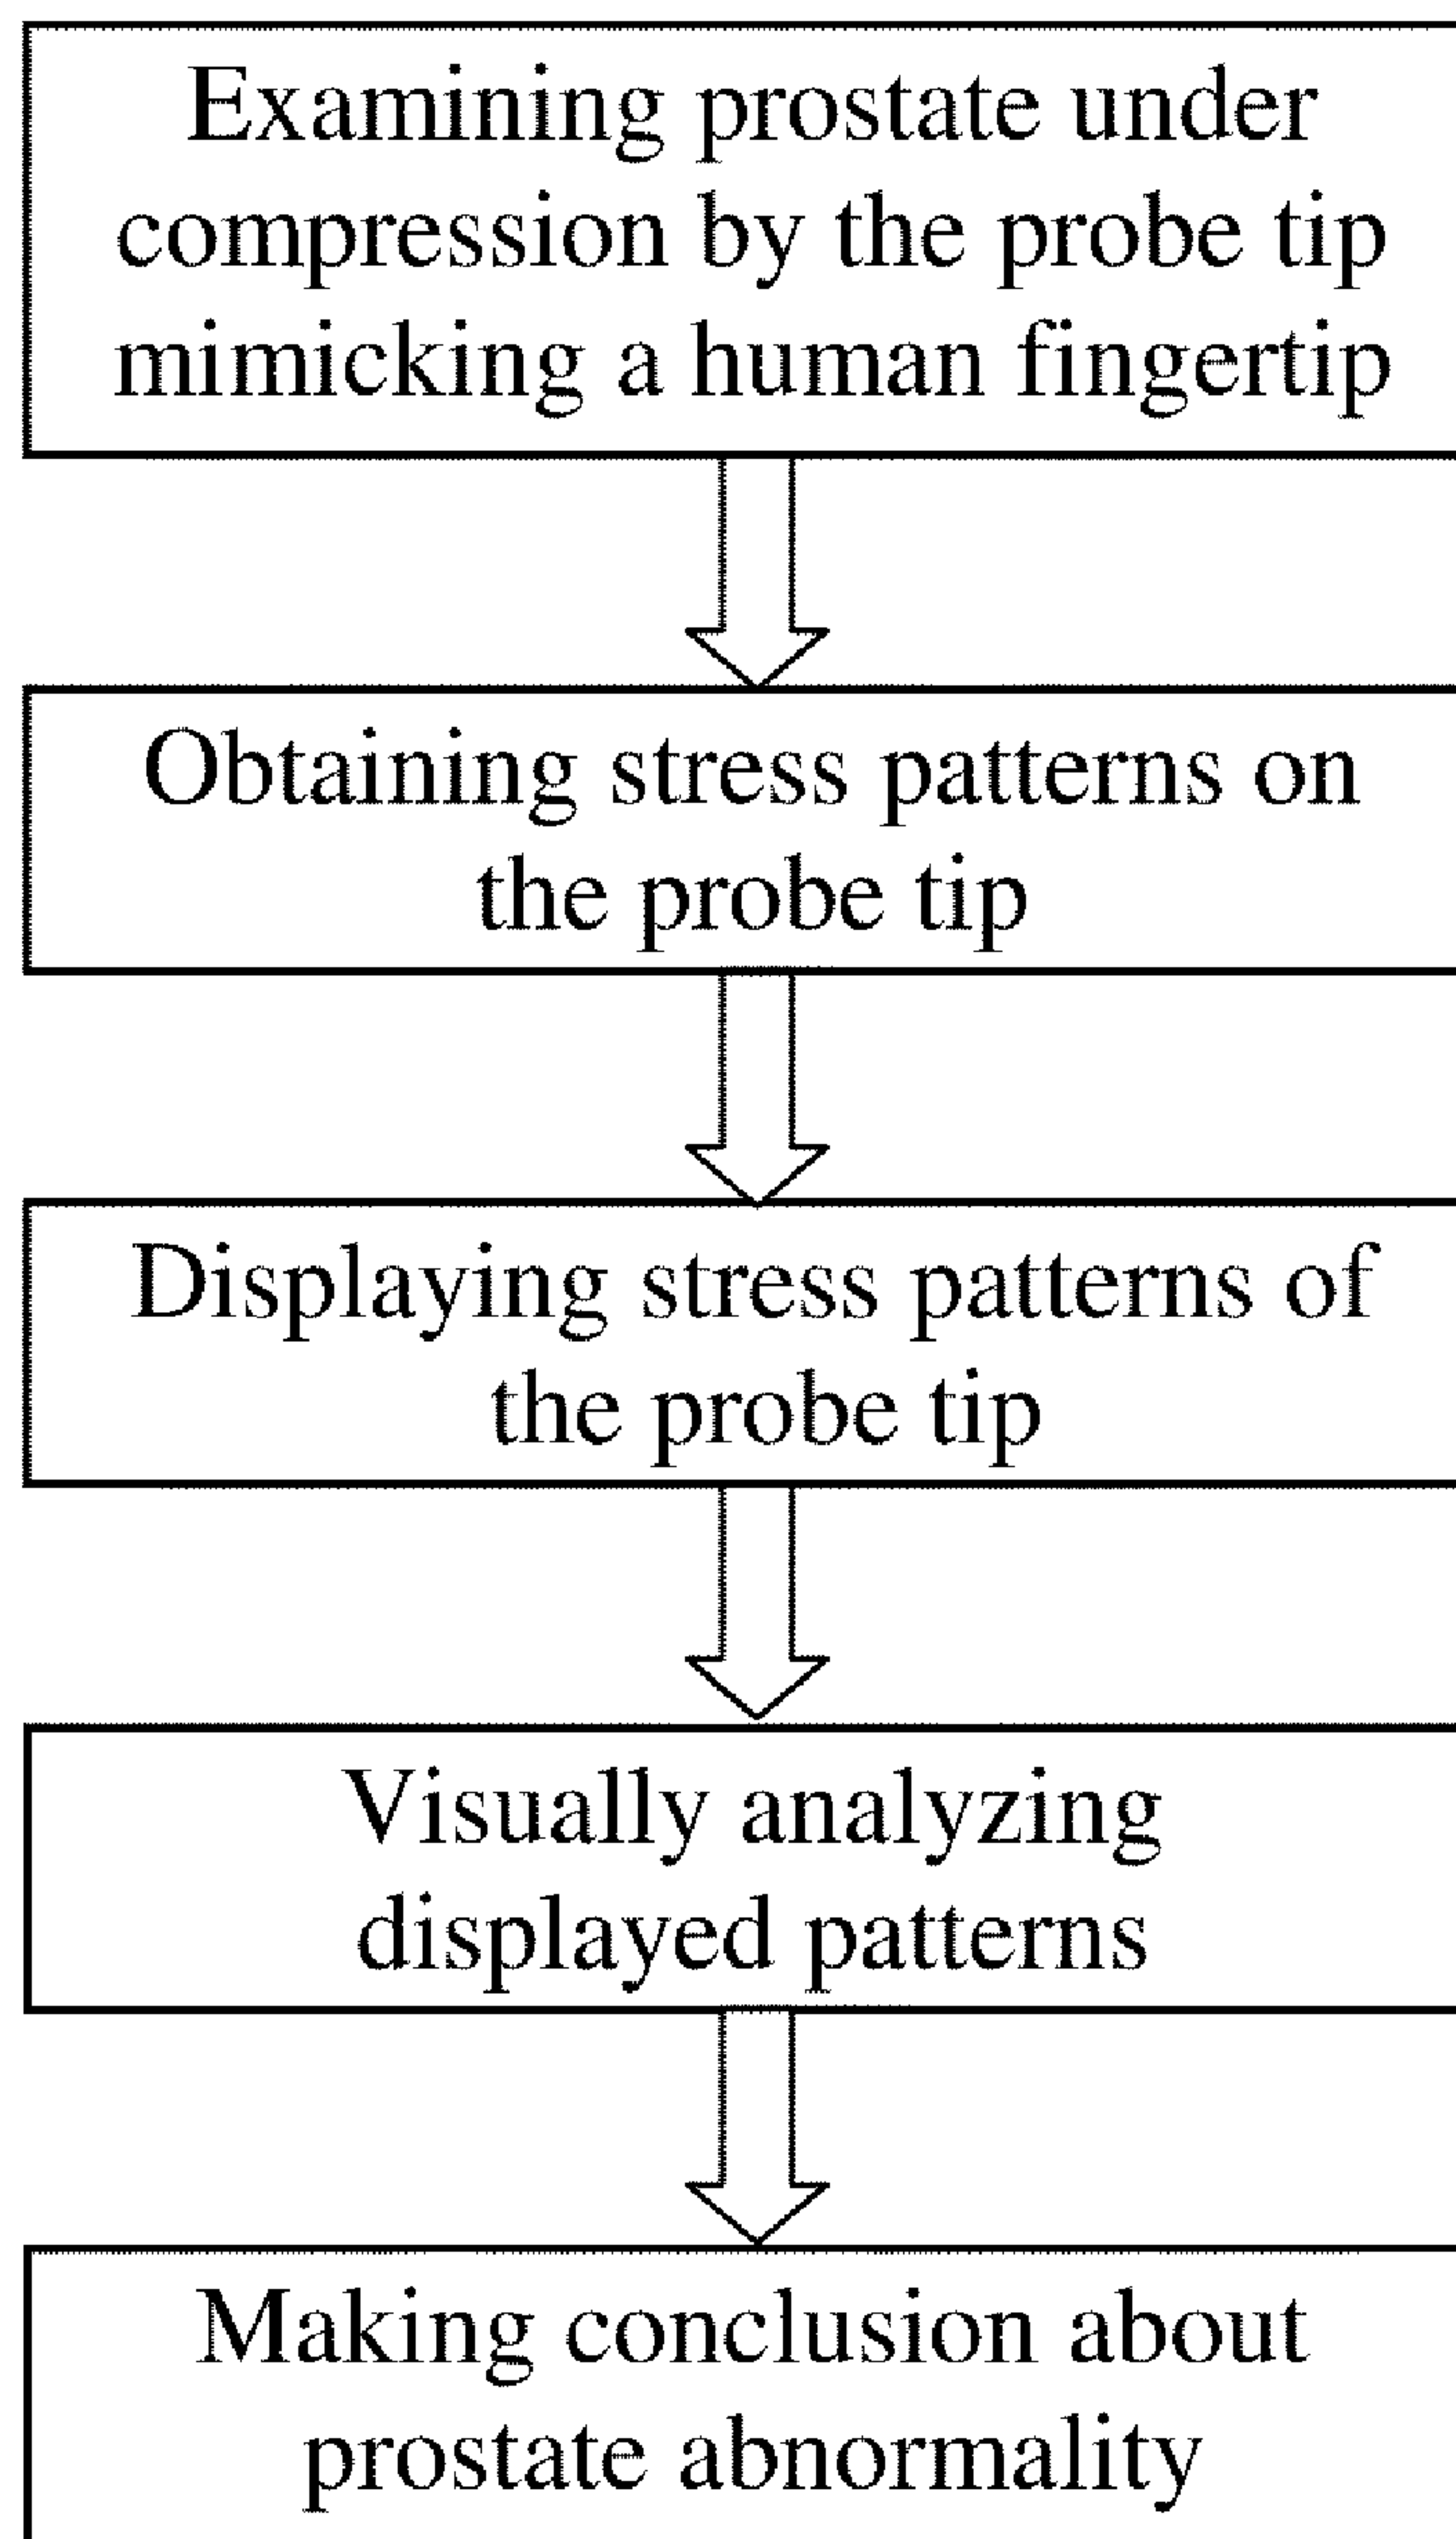 Examining prostate under
compression by the probe tip
mimicking a human fingertip
Obtaining stress patterns on
the probe tip
Displaying stress patterns of
the probe tip
Visually analyzing
displayed patterns
Making conclusion about
prostate abnormality